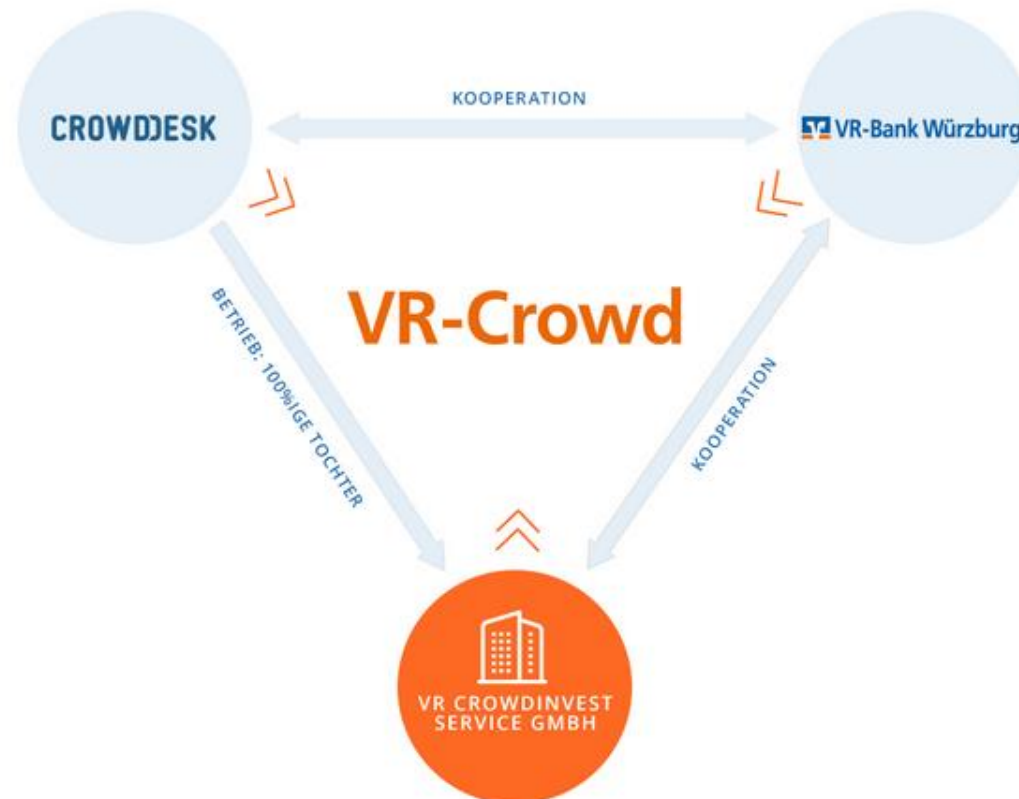 KOOPERATION
CROWDDESK
VR-Bank Würzburg
VR-Crowd
BETRIEB; 100%IGE TOCHTER
KOOPERATION
VR CROWDINVEST
SERVICE GMBH